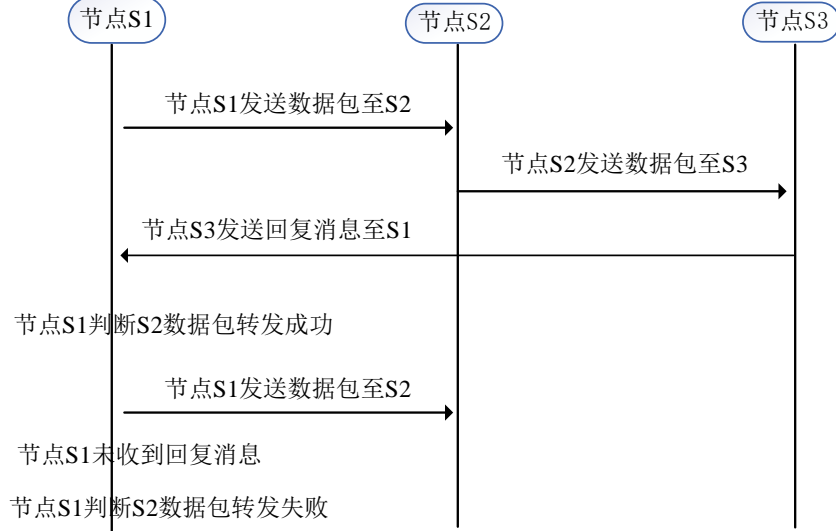 节点S1
节点S2
节点S3
节点S1发送数据包至S2
节点S2发送数据包至S3
节点S3发送回复消息至S1
节点S1判断S2数据包转发成功
节点S1发送数据包至S2
节点S1未收到回复消息
节点S1判断S2数据包转发失败